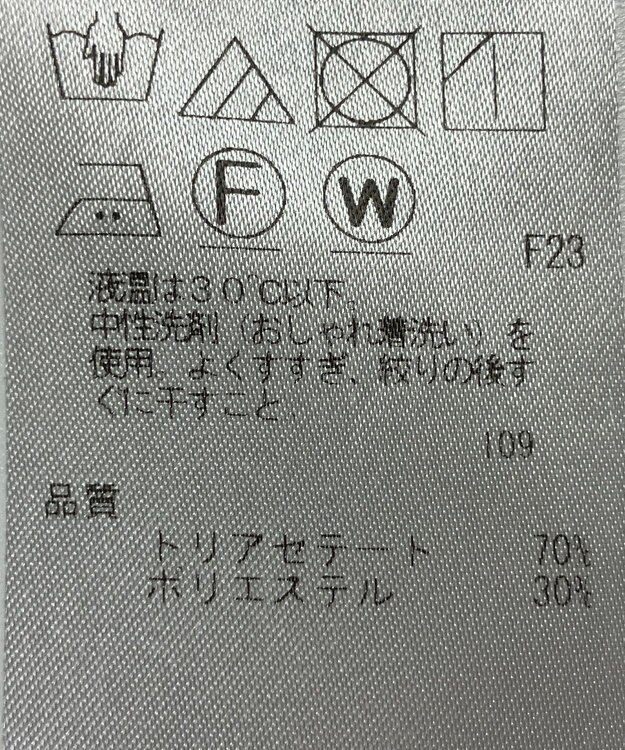 F W
F23
液温は30℃以下。
中性洗剤（おしゃれ着洗い）を
使用。よくすすぎ、絞りの後す
ぐに干すこと。
109
品質
トリアセテート 70%
ポリエステル 30%